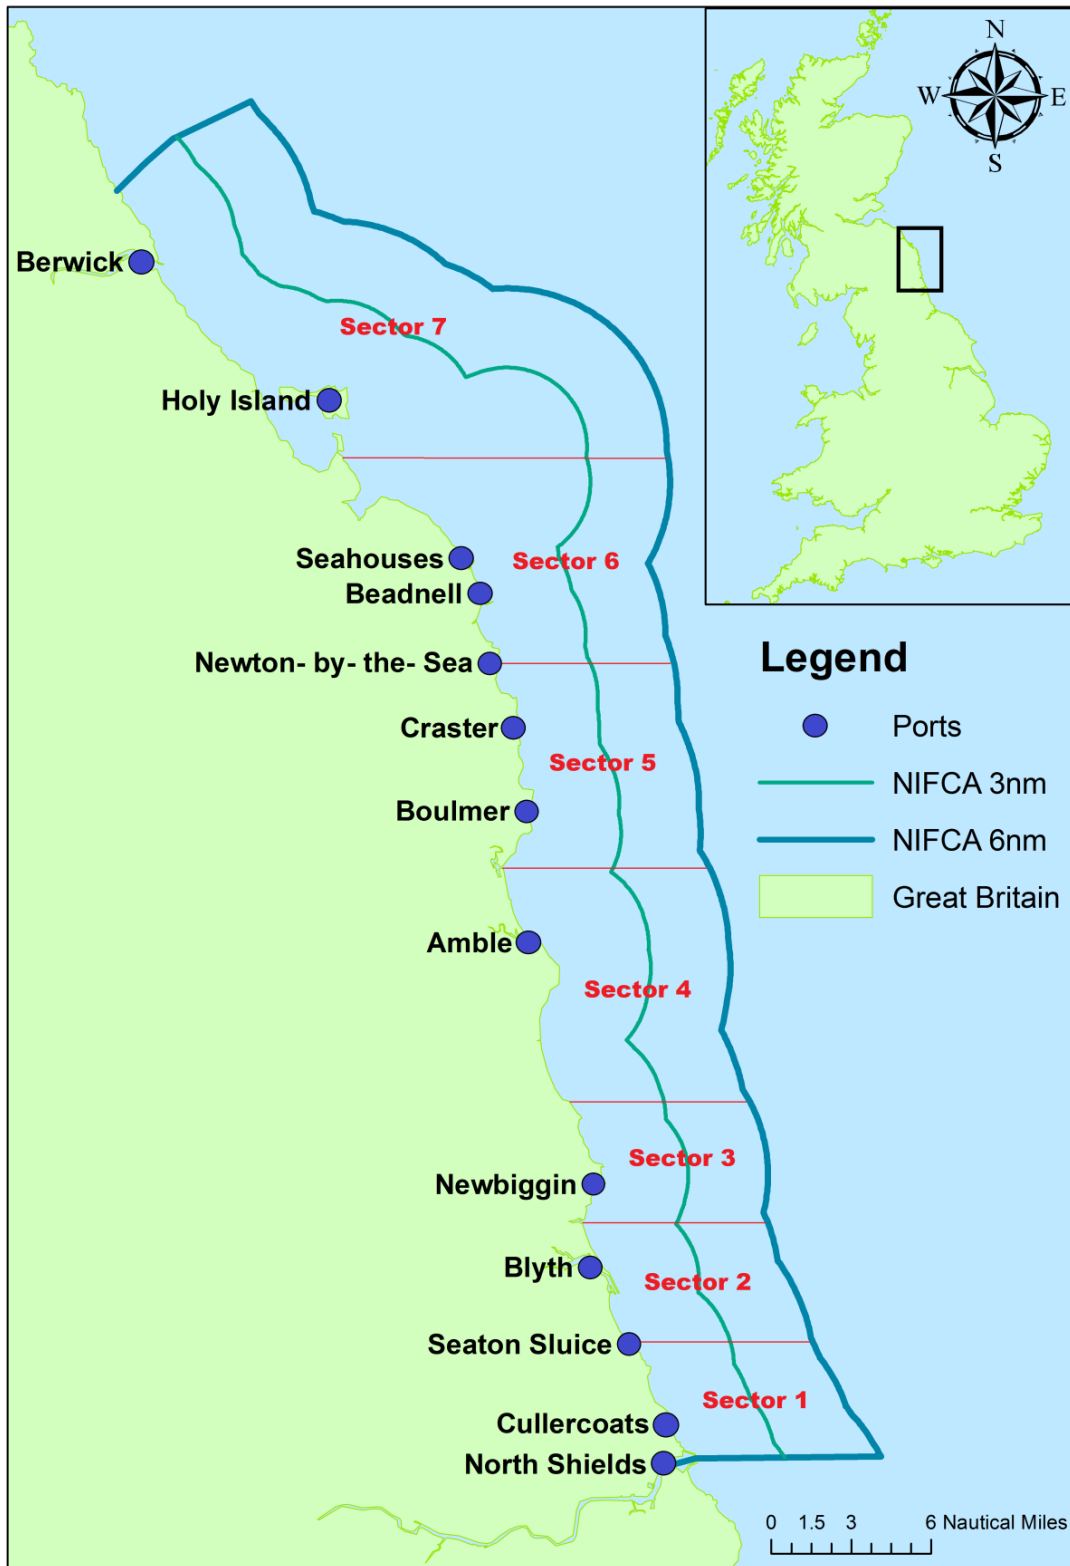 N
W
E
S
Berwick
Sector 7
Holy Island
Seahouses
Sector 6
Beadnell
Newton- by- the- Sea
Craster
Sector 5
Boulmer
Amble
Sector 4
Sector 3
Newbiggin
Blyth
Sector 2
Seaton Sluice
Sector 1
Cullercoats
North Shields
Legend
Ports
NIFCA 3nm
NIFCA 6nm
Great Britain
0 1.5 3 6 Nautical Miles